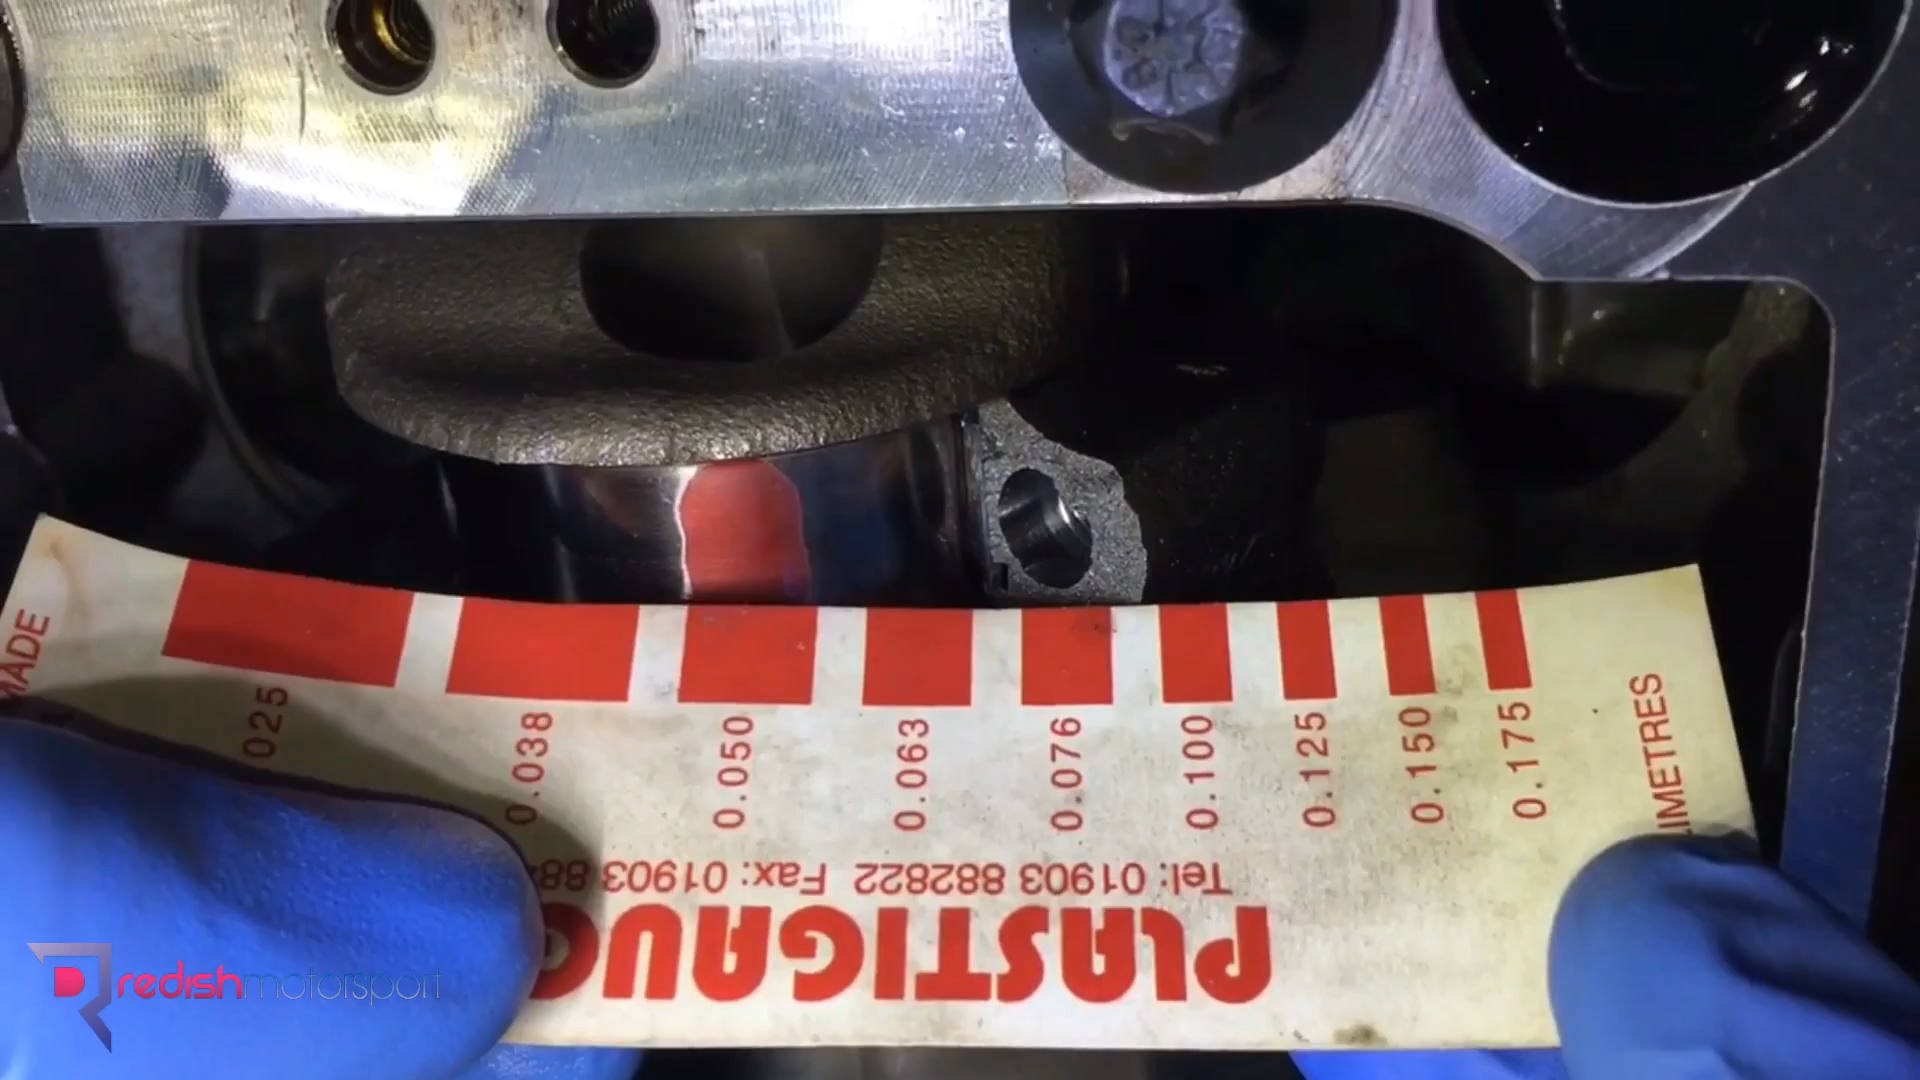 MADE
025
0.038
0.050
0.063
0.076
0.100
0.125
0.150
0.175
LIMETRES
Tel: 01903 882822 Fax: 01903 88
PLASTIGAUG
redishmotorsport